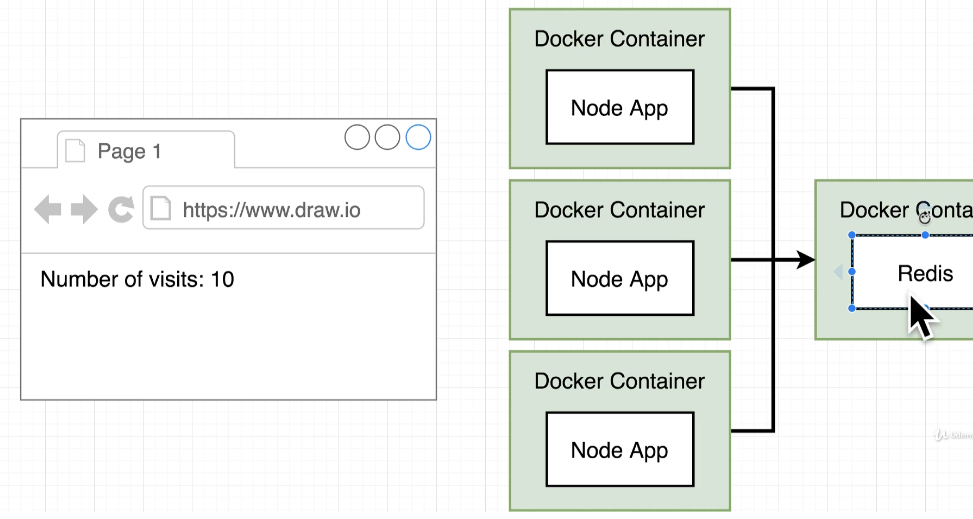 Page 1
https://www.draw.io
Number of visits: 10
Docker Container
Node App
Docker Container
Node App
Docker Container
Node App
Docker Conta
Redis